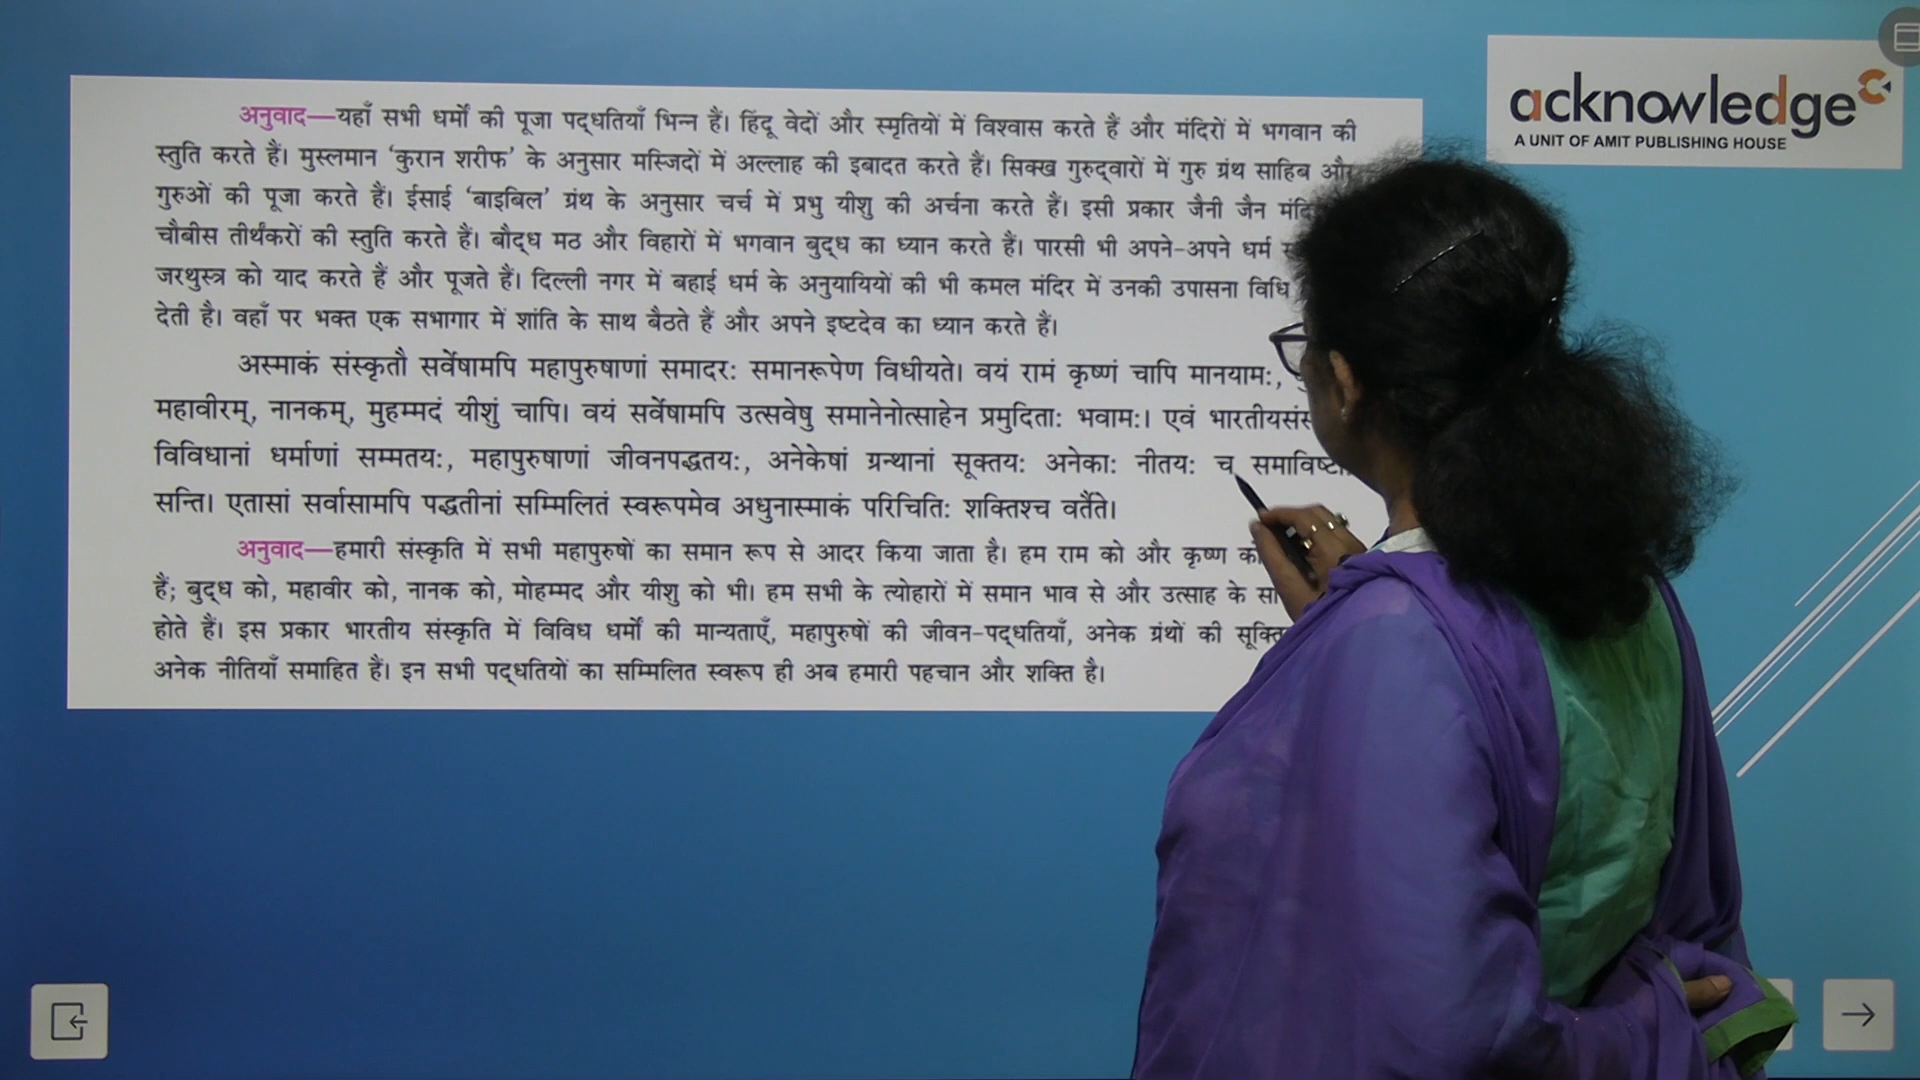 acknowledge
A UNIT OF AMIT PUBLISHING HOUSE
अनुवाद—यहाँ सभी धर्मों की पूजा पद्धतियाँ भिन्न हैं। हिंदू वेदों और स्मृतियों में विश्वास करते हैं और मंदिरों में भगवान की
स्तुति करते हैं। मुस्लमान ‘कुरान शरीफ’ के अनुसार मस्जिदों में अल्लाह की इबादत करते हैं। सिक्ख गुरुद्वारों में गुरु ग्रंथ साहिब और
गुरुओं की पूजा करते हैं। ईसाई ‘बाइबिल’ ग्रंथ के अनुसार चर्च में प्रभु यीशु की अर्चना करते हैं। इसी प्रकार जैनी जैन
चौबीस तीर्थंकरों की स्तुति करते हैं। बौद्ध मठ और विहारों में भगवान बुद्ध का ध्यान करते हैं। पारसी भी अपने-अपने धर्म
जरथुस्त्र को याद करते हैं और पूजते हैं। दिल्ली नगर में बहाई धर्म के अनुयायियों की भी कमल मंदिर में उनकी उपासना विधि
देती है। वहाँ पर भक्त एक सभागार में शांति के साथ बैठते हैं और अपने इष्टदेव का ध्यान करते हैं।
अस्माकं संस्कृतौ सर्वेषामपि महापुरुषाणां समादरः समानरूपेण विधीयते। वयं रामं कृष्णं चापि मानयामः,
महावीरम्, नानकम्, मुहम्मदं यीशुं चापि। वयं सर्वेषामपि उत्सवेषु समानेनोत्साहेन प्रमुदिताः भवामः। एवं
विविधानां धर्माणां सम्मतयः, महापुरुषाणां जीवनपद्धतयः, अनेकेषां ग्रन्थानां सूक्तयः अनेकाः नीतयः च
सन्ति। एतासां सर्वासामपि पद्धतीनां सम्मिलितं स्वरूपमेव अधुनास्माकं परिचितिः शक्तिश्च वर्तते।
अनुवाद—हमारी संस्कृति में सभी महापुरुषों का समान रूप से आदर किया जाता है। हम राम को और कृष्ण
हैं; बुद्ध को, महावीर को, नानक को, मोहम्मद और यीशु को भी। हम सभी के त्योहारों में समान भाव से और उत्साह के
होते हैं। इस प्रकार भारतीय संस्कृति में विविध धर्मों की मान्यताएँ, महापुरुषों की जीवन-पद्धतियाँ, अनेक ग्रंथों की
अनेक नीतियाँ समाहित हैं। इन सभी पद्धतियों का सम्मिलित स्वरूप ही अब हमारी पहचान और शक्ति है।